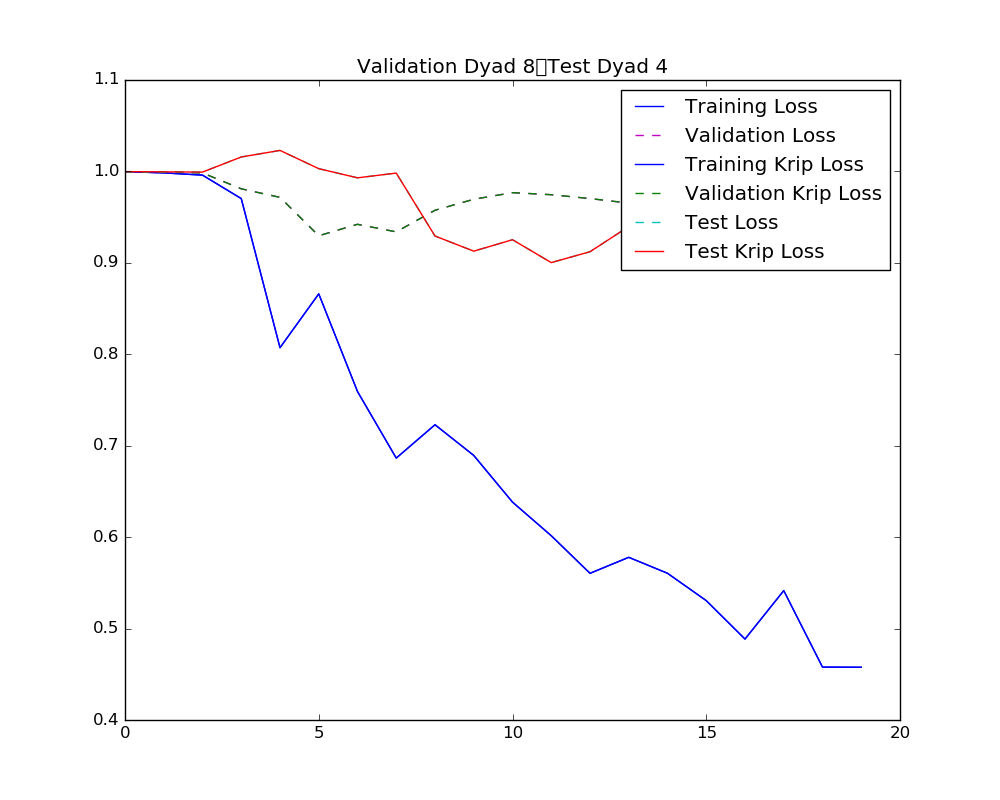 Validation Dyad 8▯Test Dyad 4
1.1
1.0
0.9
0.8
0.7
0.6
0.5
0.4
0
5
10
15
20
Training Loss
Validation Loss
Training Krip Loss
Validation Krip Loss
Test Loss
Test Krip Loss